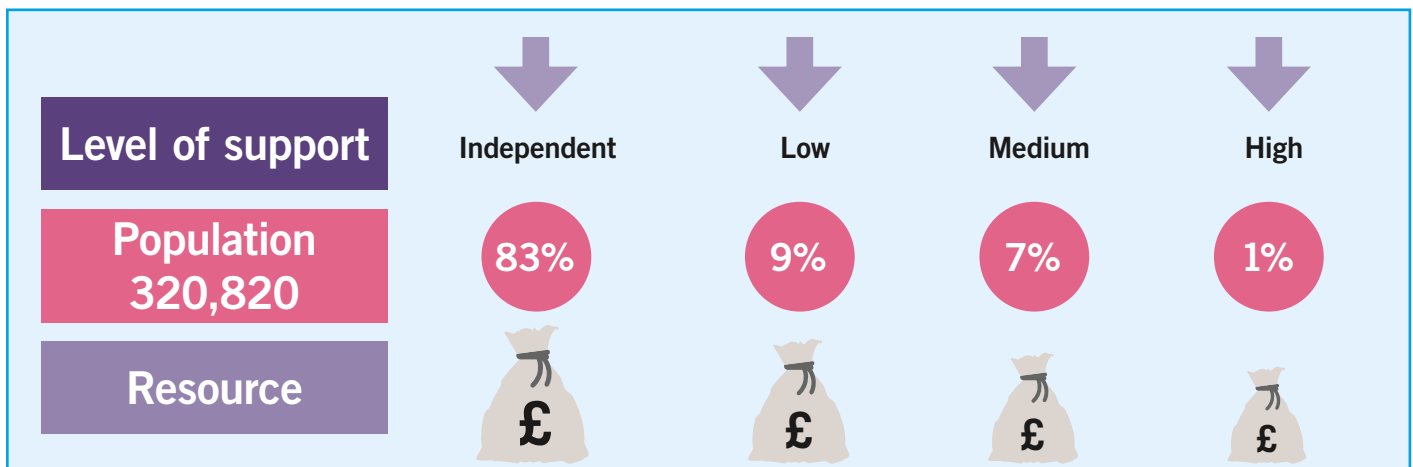 Level of support
Independent
Low
Medium
High
Population
320,820
83%
9%
7%
1%
Resource
£
£
£
£